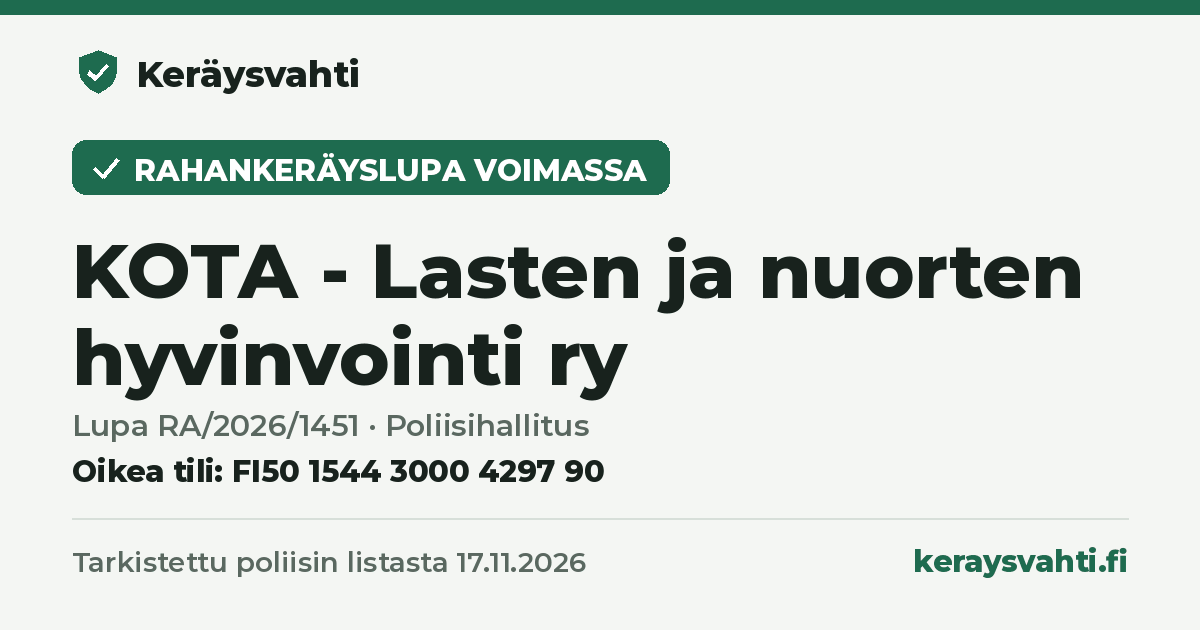 Keräysvahti
RAHANKERÄYSLUPA VOIMASSA
KOTA - Lasten ja nuorten
hyvinvointi ry
Lupa RA/2026/1451 · Poliisihallitus
Oikea tili: FI50 1544 3000 4297 90
Tarkistettu poliisin listasta 17.11.2026
keraysvahti.fi